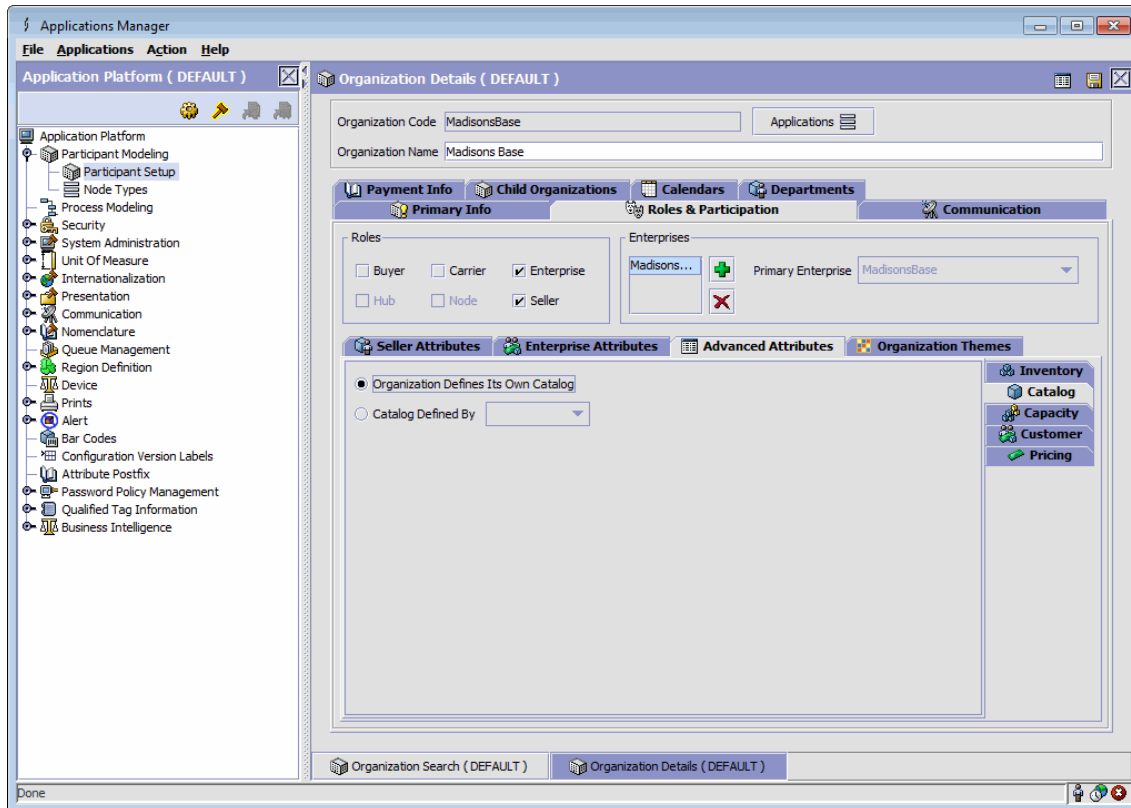 Applications Manager
File Applications Action Help
Application Platform ( DEFAULT )
Application Platform
Participant Modeling
Participant Setup
Node Types
Process Modeling
Security
System Administration
Unit Of Measure
Internationalization
Presentation
Communication
Nomenclature
Queue Management
Region Definition
Device
Prints
Alert
Bar Codes
Configuration Version Labels
Attribute Postfix
Password Policy Management
Qualified Tag Information
Business Intelligence
Organization Details ( DEFAULT )
Organization Code MadisonsBase Applications
Organization Name Madisons Base
Payment Info Child Organizations Calendars Departments
Primary Info Roles & Participation Communication
Roles Enterprises
Buyer Carrier Enterprise Madisons... Primary Enterprise MadisonsBase
Hub Node Seller
Seller Attributes Enterprise Attributes Advanced Attributes Organization Themes
Organization Defines Its Own Catalog
Catalog Defined By
Inventory
Catalog
Capacity
Customer
Pricing
Organization Search ( DEFAULT ) Organization Details ( DEFAULT )
Done